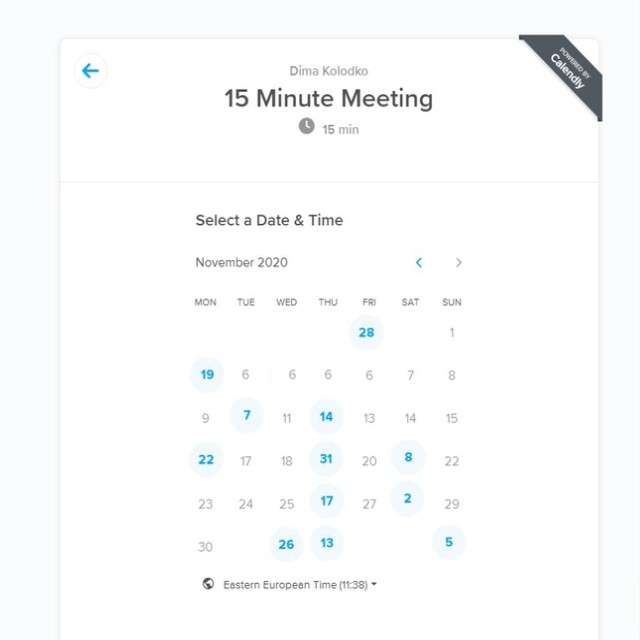 Dima Kolodko
POWERED BY
Calendly
15 Minute Meeting
15 min
Select a Date & Time
November 2020
MON TUE WED THU FRI SAT SUN
28 1
19 6 6 6 6 7 8
9 7 11 14 13 14 15
22 17 18 31 20 8 22
23 24 25 17 27 2 29
30 26 13 5
Eastern European Time (11:38)